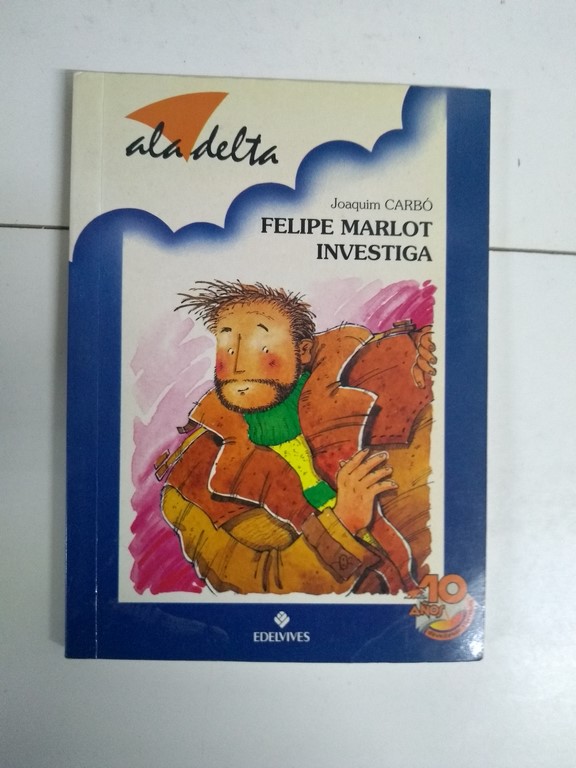 ala delta
Joaquim CARBÓ
FELIPE MARLOT
INVESTIGA
10
AÑOS
EDELVIVES